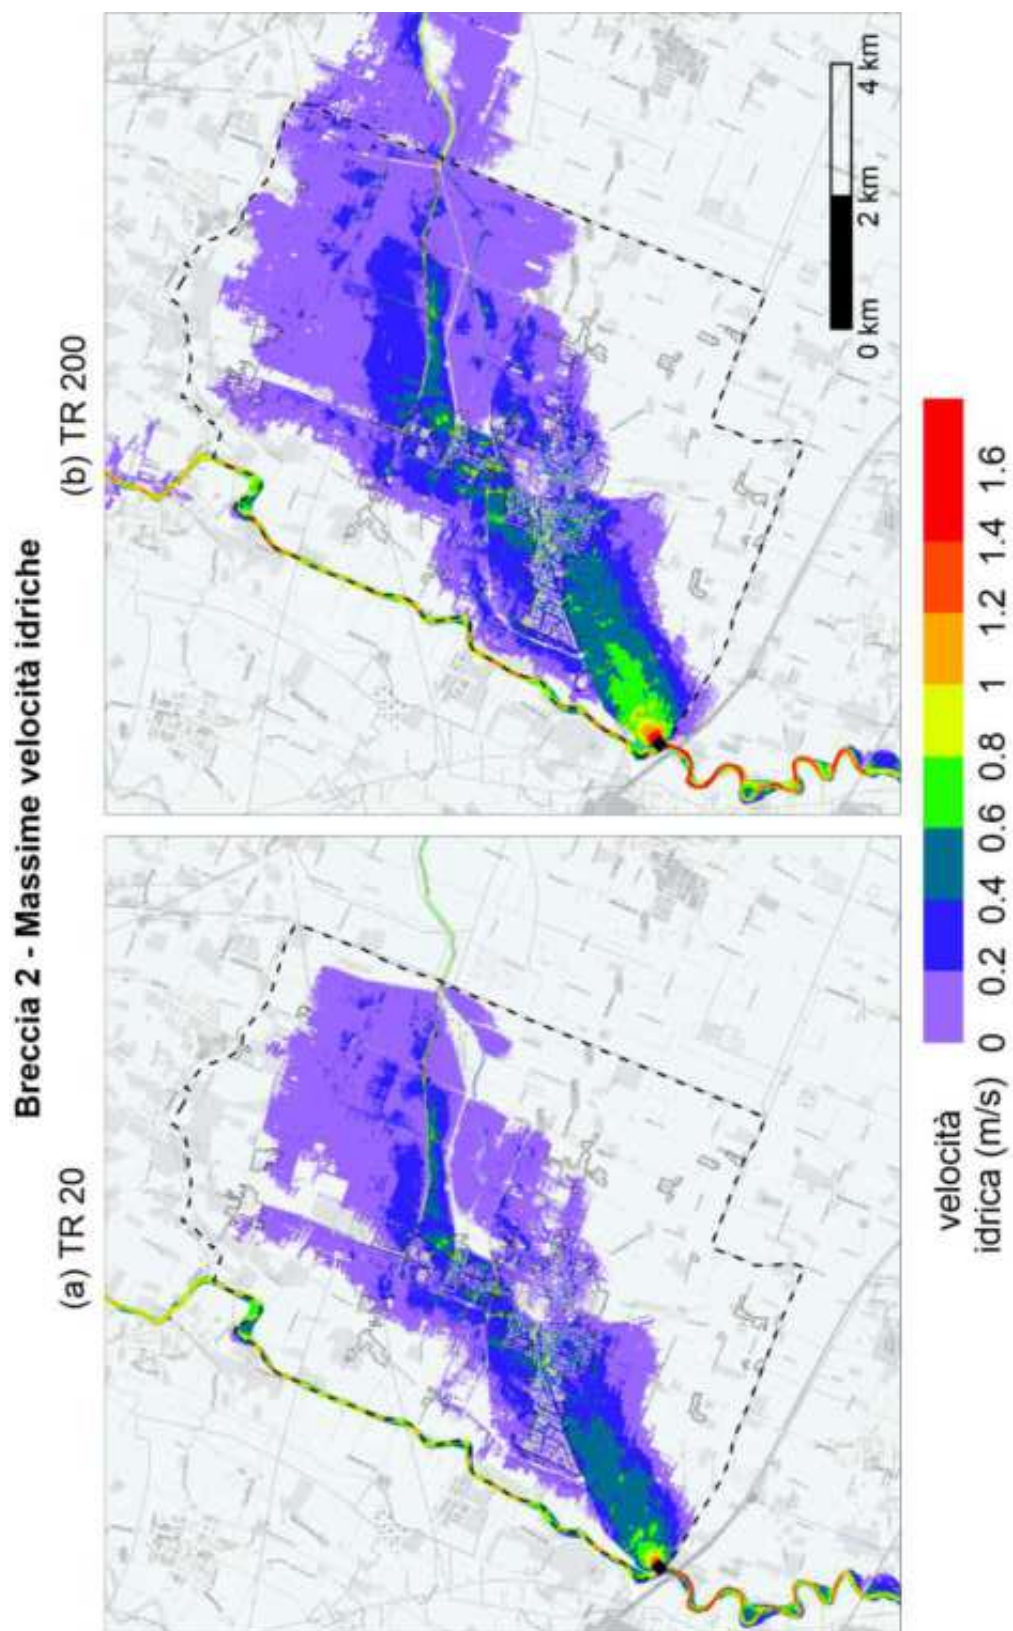 Breccia 2 - Massime velocità idriche
(a) TR 20
(b) TR 200
0 km 2 km 4 km
velocità
idrica (m/s)
0 0.2 0.4 0.6 0.8 1 1.2 1.4 1.6